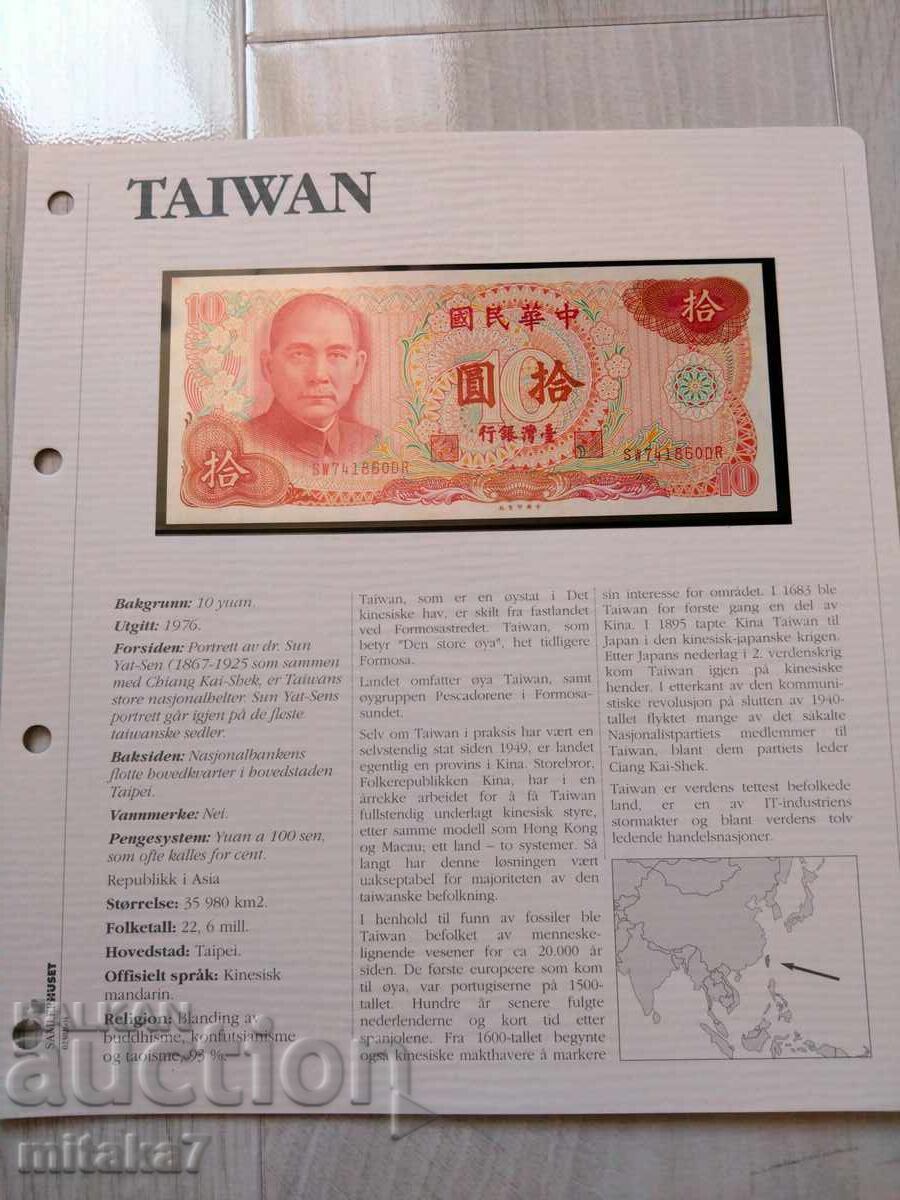 TAIWAN
10
中華民國
拾
拾圓
10
臺灣銀行
SW741860DR
SW741860DR
拾
10
Bakgrunn: 10 yuan.
Utgitt: 1976.
Forsiden: Portrett av dr. Sun
Yat-Sen (1867-1925 som sammen
med Chiang Kai-Shek, er Taiwans
store nasjonalhelter. Sun Yat-Sens
portrett går igjen på de fleste
taiwanske sedler.
Baksiden: Nasjonalbankens
flotte hovedkvarter i hovedstaden
Taipei.
Vannmerke: Nei.
Pengesystem: Yuan a 100 sen,
som ofte kalles for cent.
Republikk i Asia
Størrelse: 35 980 km2.
Folketall: 22, 6 mill.
Hovedstad: Taipei.
Offisielt språk: Kinesisk
mandarin.
Religion: Blanding av
buddhisme, konfutsianisme
og taoisme, 93 %.
Taiwan, som er en øystat i Det
kinesiske hav, er skilt fra fastlandet
ved Formosastredet. Taiwan, som
betyr "Den store øya", het tidligere
Formosa.
Landet omfatter øya Taiwan, samt
øygruppen Pescadorene i Formosa-
sundet.
Selv om Taiwan i praksis har vært en
selvstendig stat siden 1949, er landet
egentlig en provins i Kina. Storebror,
Folkerepublikken Kina, har i en
årrekke arbeidet for å få Taiwan
fullstendig underlagt kinesisk styre,
etter samme modell som Hong Kong
og Macau; ett land – to systemer. Så
langt har denne løsningen vært
uakseptabel for majoriteten av den
taiwanske befolkning.
I henhold til funn av fossiler ble
Taiwan befolket av menneske-
lignende vesener for ca 20.000 år
siden. De første europeere som kom
til øya, var portugiserne på 1500-
tallet. Hundre år senere fulgte
nederlenderne og kort tid etter
spanjolene. Fra 1600-tallet begynte
også kinesiske makthavere å markere
sin interesse for området. I 1683 ble
Taiwan for første gang en del av
Kina. I 1895 tapte Kina Taiwan til
Japan i den kinesisk-japanske krigen.
Etter Japans nederlag i 2. verdenskrig
kom Taiwan igjen på kinesiske
hender. I etterkant av den kommuni-
stiske revolusjon på slutten av 1940-
tallet flyktet mange av det såkalte
Nasjonalistpartiets medlemmer til
Taiwan, blant dem partiets leder
Ciang Kai-Shek.
Taiwan er verdens tettest befolkede
land, er en av IT-industriens
stormakter og blant verdens tolv
ledende handelsnasjoner.
SAMLERHUSET
BALKAN
auction
mitaka7